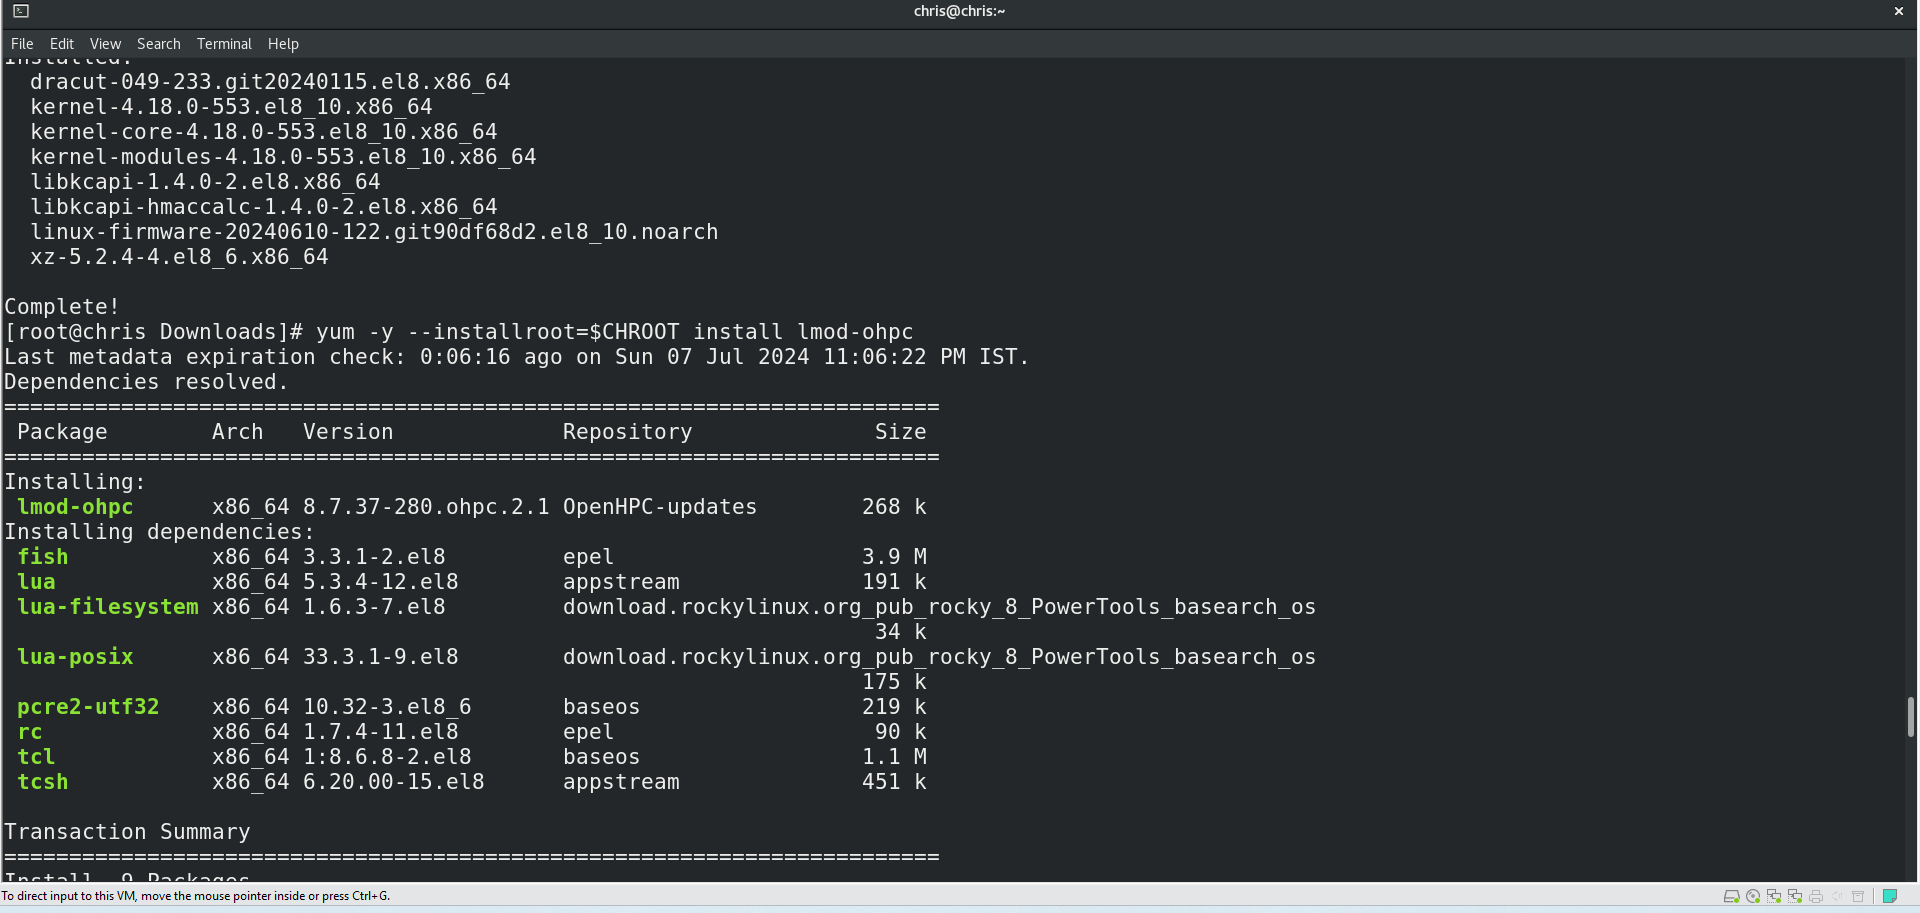 chris@chris:~
File Edit View Search Terminal Help
Installed:
  dracut-049-233.git20240115.el8.x86_64
  kernel-4.18.0-553.el8_10.x86_64
  kernel-core-4.18.0-553.el8_10.x86_64
  kernel-modules-4.18.0-553.el8_10.x86_64
  libkcapi-1.4.0-2.el8.x86_64
  libkcapi-hmaccalc-1.4.0-2.el8.x86_64
  linux-firmware-20240610-122.git90df68d2.el8_10.noarch
  xz-5.2.4-4.el8_6.x86_64

Complete!
[root@chris Downloads]# yum -y --installroot=$CHROOT install lmod-ohpc
Last metadata expiration check: 0:06:16 ago on Sun 07 Jul 2024 11:06:22 PM IST.
Dependencies resolved.
========================================================================
 Package        Arch   Version             Repository              Size
========================================================================
Installing:
 lmod-ohpc      x86_64 8.7.37-280.ohpc.2.1 OpenHPC-updates        268 k
Installing dependencies:
 fish           x86_64 3.3.1-2.el8         epel                   3.9 M
 lua            x86_64 5.3.4-12.el8        appstream              191 k
 lua-filesystem x86_64 1.6.3-7.el8         download.rockylinux.org_pub_rocky_8_PowerTools_basearch_os
                                                                   34 k
 lua-posix      x86_64 33.3.1-9.el8        download.rockylinux.org_pub_rocky_8_PowerTools_basearch_os
                                                                  175 k
 pcre2-utf32    x86_64 10.32-3.el8_6       baseos                 219 k
 rc             x86_64 1.7.4-11.el8        epel                    90 k
 tcl            x86_64 1:8.6.8-2.el8       baseos                 1.1 M
 tcsh           x86_64 6.20.00-15.el8      appstream              451 k

Transaction Summary
========================================================================
Install  9 Packages
To direct input to this VM, move the mouse pointer inside or press Ctrl+G.